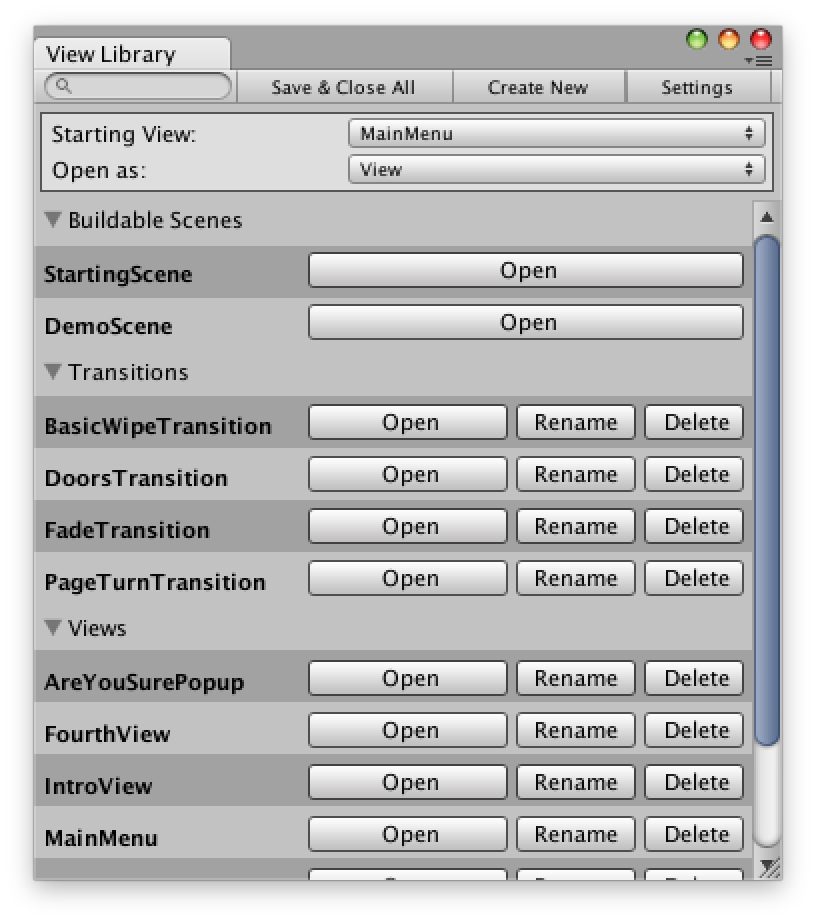 View Library
Save & Close All Create New Settings
Starting View: MainMenu
Open as: View
Buildable Scenes
StartingScene Open
DemoScene Open
Transitions
BasicWipeTransition Open Rename Delete
DoorsTransition Open Rename Delete
FadeTransition Open Rename Delete
PageTurnTransition Open Rename Delete
Views
AreYouSurePopup Open Rename Delete
FourthView Open Rename Delete
IntroView Open Rename Delete
MainMenu Open Rename Delete